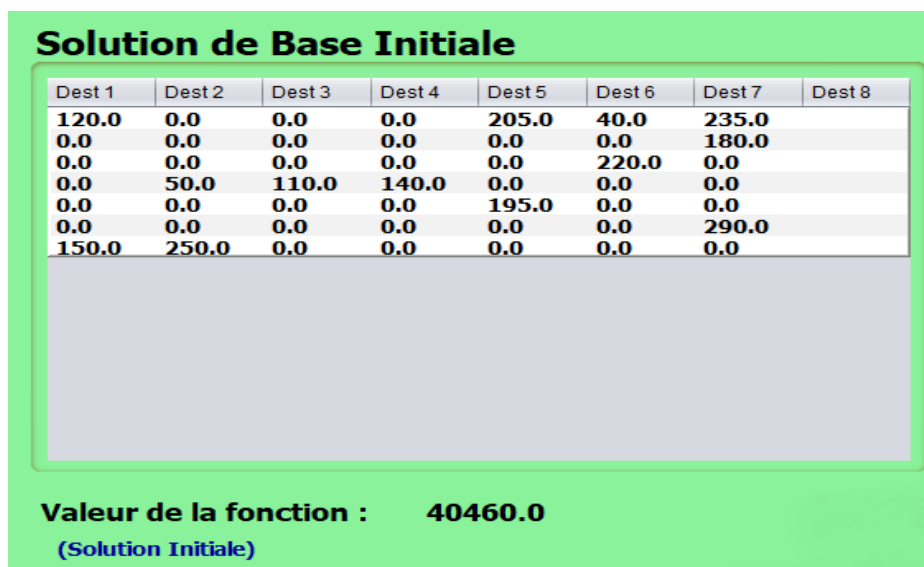 Solution de Base Initiale
Dest 1 Dest 2 Dest 3 Dest 4 Dest 5 Dest 6 Dest 7 Dest 8
120.0 0.0 0.0 0.0 205.0 40.0 235.0
0.0 0.0 0.0 0.0 0.0 0.0 180.0
0.0 0.0 0.0 0.0 0.0 220.0 0.0
0.0 50.0 110.0 140.0 0.0 0.0 0.0
0.0 0.0 0.0 0.0 195.0 0.0 0.0
0.0 0.0 0.0 0.0 0.0 0.0 290.0
150.0 250.0 0.0 0.0 0.0 0.0 0.0
Valeur de la fonction : 40460.0
(Solution Initiale)